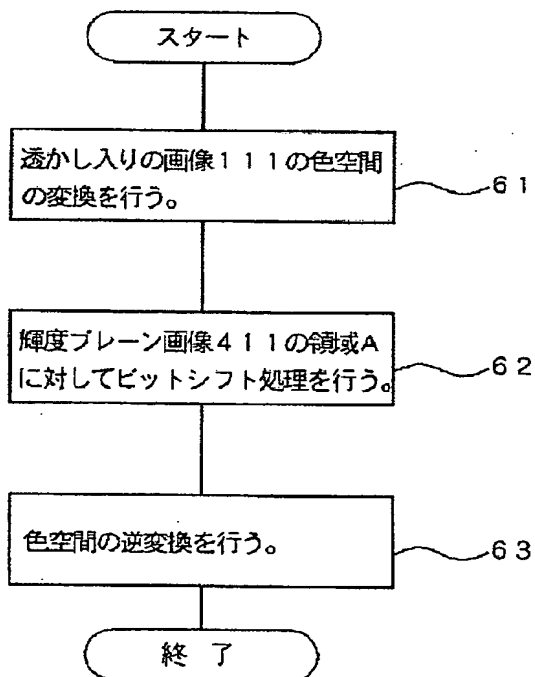 スタート
透かし入りの画像１１１の色空間
の変換を行う。
６１
輝度プレーン画像４１１の領域A
に対してビットシフト処理を行う。
６２
色空間の逆変換を行う。
６３
終 了